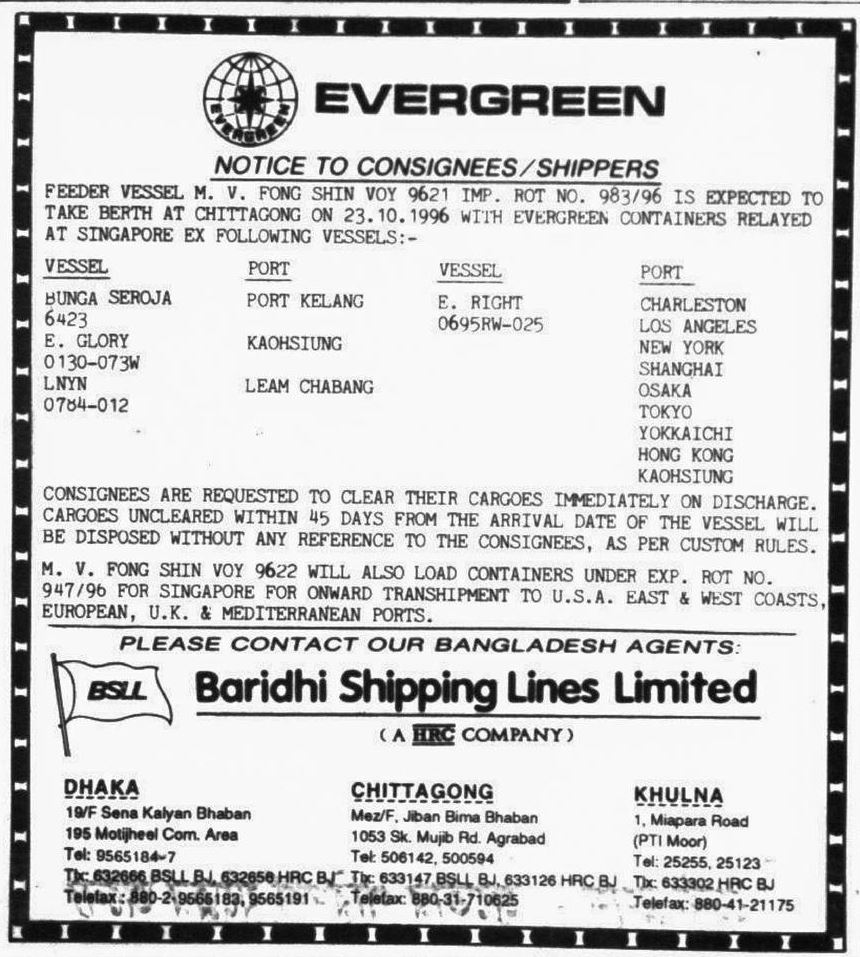 EVERGREEN
EVERGREEN
NOTICE TO CONSIGNEES/SHIPPERS
FEEDER VESSEL M. V. FONG SHIN VOY 9621 IMP. ROT NO. 983/96 IS EXPECTED TO
TAKE BERTH AT CHITTAGONG ON 23.10.1996 WITH EVERGREEN CONTAINERS RELAYED
AT SINGAPORE EX FOLLOWING VESSELS:-
VESSEL PORT VESSEL PORT
BUNGA SEROJA PORT KELANG E. RIGHT CHARLESTON
6423 0695RW-025 LOS ANGELES
E. GLORY KAOHSIUNG NEW YORK
0130-073W SHANGHAI
LNYN LEAM CHABANG OSAKA
0784-012 TOKYO
YOKKAICHI
HONG KONG
KAOHSIUNG
CONSIGNEES ARE REQUESTED TO CLEAR THEIR CARGOES IMMEDIATELY ON DISCHARGE.
CARGOES UNCLEARED WITHIN 45 DAYS FROM THE ARRIVAL DATE OF THE VESSEL WILL
BE DISPOSED WITHOUT ANY REFERENCE TO THE CONSIGNEES, AS PER CUSTOM RULES.
M. V. FONG SHIN VOY 9622 WILL ALSO LOAD CONTAINERS UNDER EXP. ROT NO.
947/96 FOR SINGAPORE FOR ONWARD TRANSHIPMENT TO U.S.A. EAST & WEST COASTS,
EUROPEAN, U.K. & MEDITERRANEAN PORTS.
PLEASE CONTACT OUR BANGLADESH AGENTS:
BSLL Baridhi Shipping Lines Limited
(A HRC COMPANY)
DHAKA
19/F Sena Kalyan Bhaban
195 Motijheel Com. Area
Tel: 9565184-7
Tlx: 632666 BSLL BJ, 632656 HRC BJ
Telefax.: 880-2-9566183, 9565191
CHITTAGONG
Mez/F, Jiban Bima Bhaban
1053 Sk. Mujib Rd. Agrabad
Tel: 506142, 500594
Tlx: 633147 BSLL BJ, 633126 HRC BJ
Telefax: 880-31-710625
KHULNA
1, Miapara Road
(PTI Moor)
Tel: 25255, 25123
Tlx: 633302 HRC BJ
Telefax: 880-41-21175